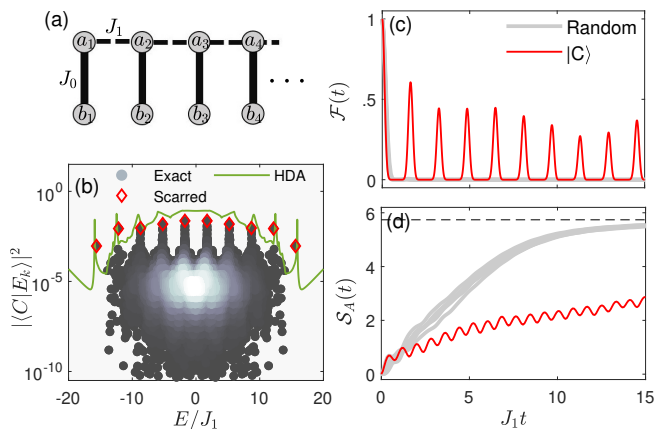 (a)
J₁
a₁ a₂ a₃ a₄
J₀
b₁ b₂ b₃ b₄
. . .
(b)
Exact
HDA
Scarred
|⟨C|E_k⟩|²
10⁰
10⁻⁵
10⁻¹⁰
-20 -10 0 10 20
E/J₁
(c)
Random
|C⟩
F(t)
1
.5
0
(d)
S_A(t)
6
4
2
0
0 5 10 15
J₁t